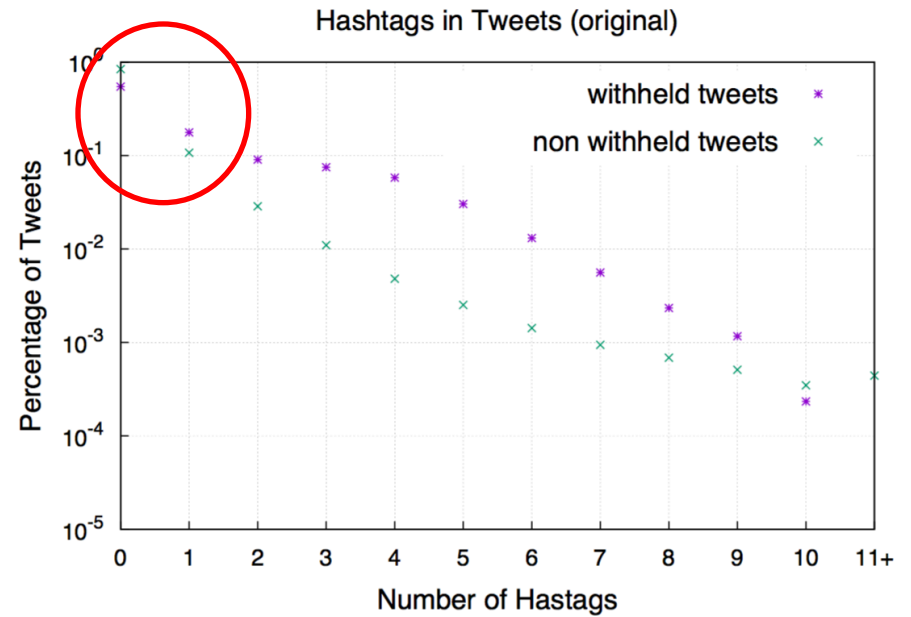 Hashtags in Tweets (original)
withheld tweets
non withheld tweets
Percentage of Tweets
10^0
10^-1
10^-2
10^-3
10^-4
10^-5
0 1 2 3 4 5 6 7 8 9 10 11+
Number of Hastags